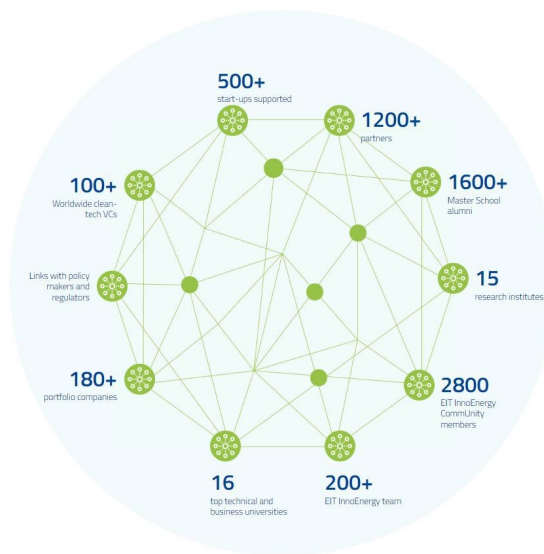 500+
start-ups supported
1200+
partners
100+
Worldwide clean-
tech VCs
1600+
Master School
alumni
Links with policy
makers and
regulators
15
research institutes
180+
portfolio companies
2800
EIT InnoEnergy
CommUnity
members
16
top technical and
business universities
200+
EIT InnoEnergy team